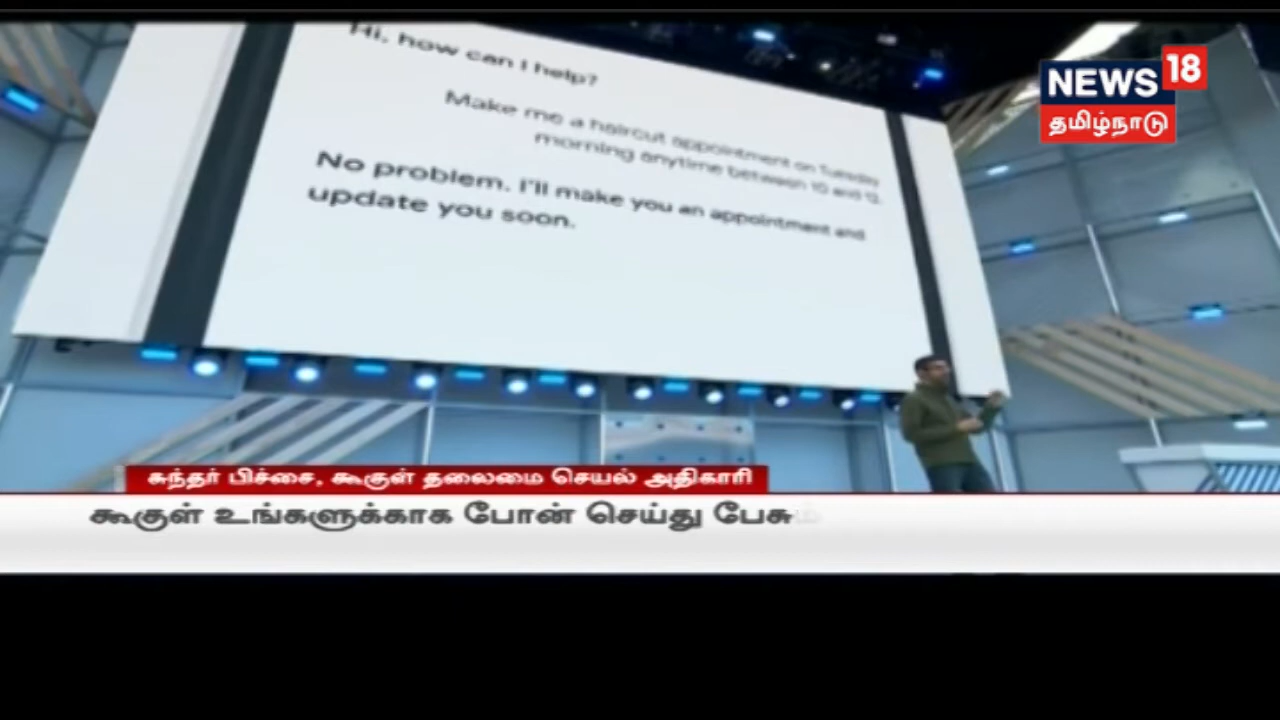 Hi, how can I help?
Make me a haircut appointment on Tuesday
morning anytime between 10 and 12.
No problem. I'll make you an appointment and
update you soon.
NEWS 18
தமிழ்நாடு
சுந்தர் பிச்சை, கூகுள் தலைமை செயல் அதிகாரி
கூகுள் உங்களுக்காக போன் செய்து பேசும்